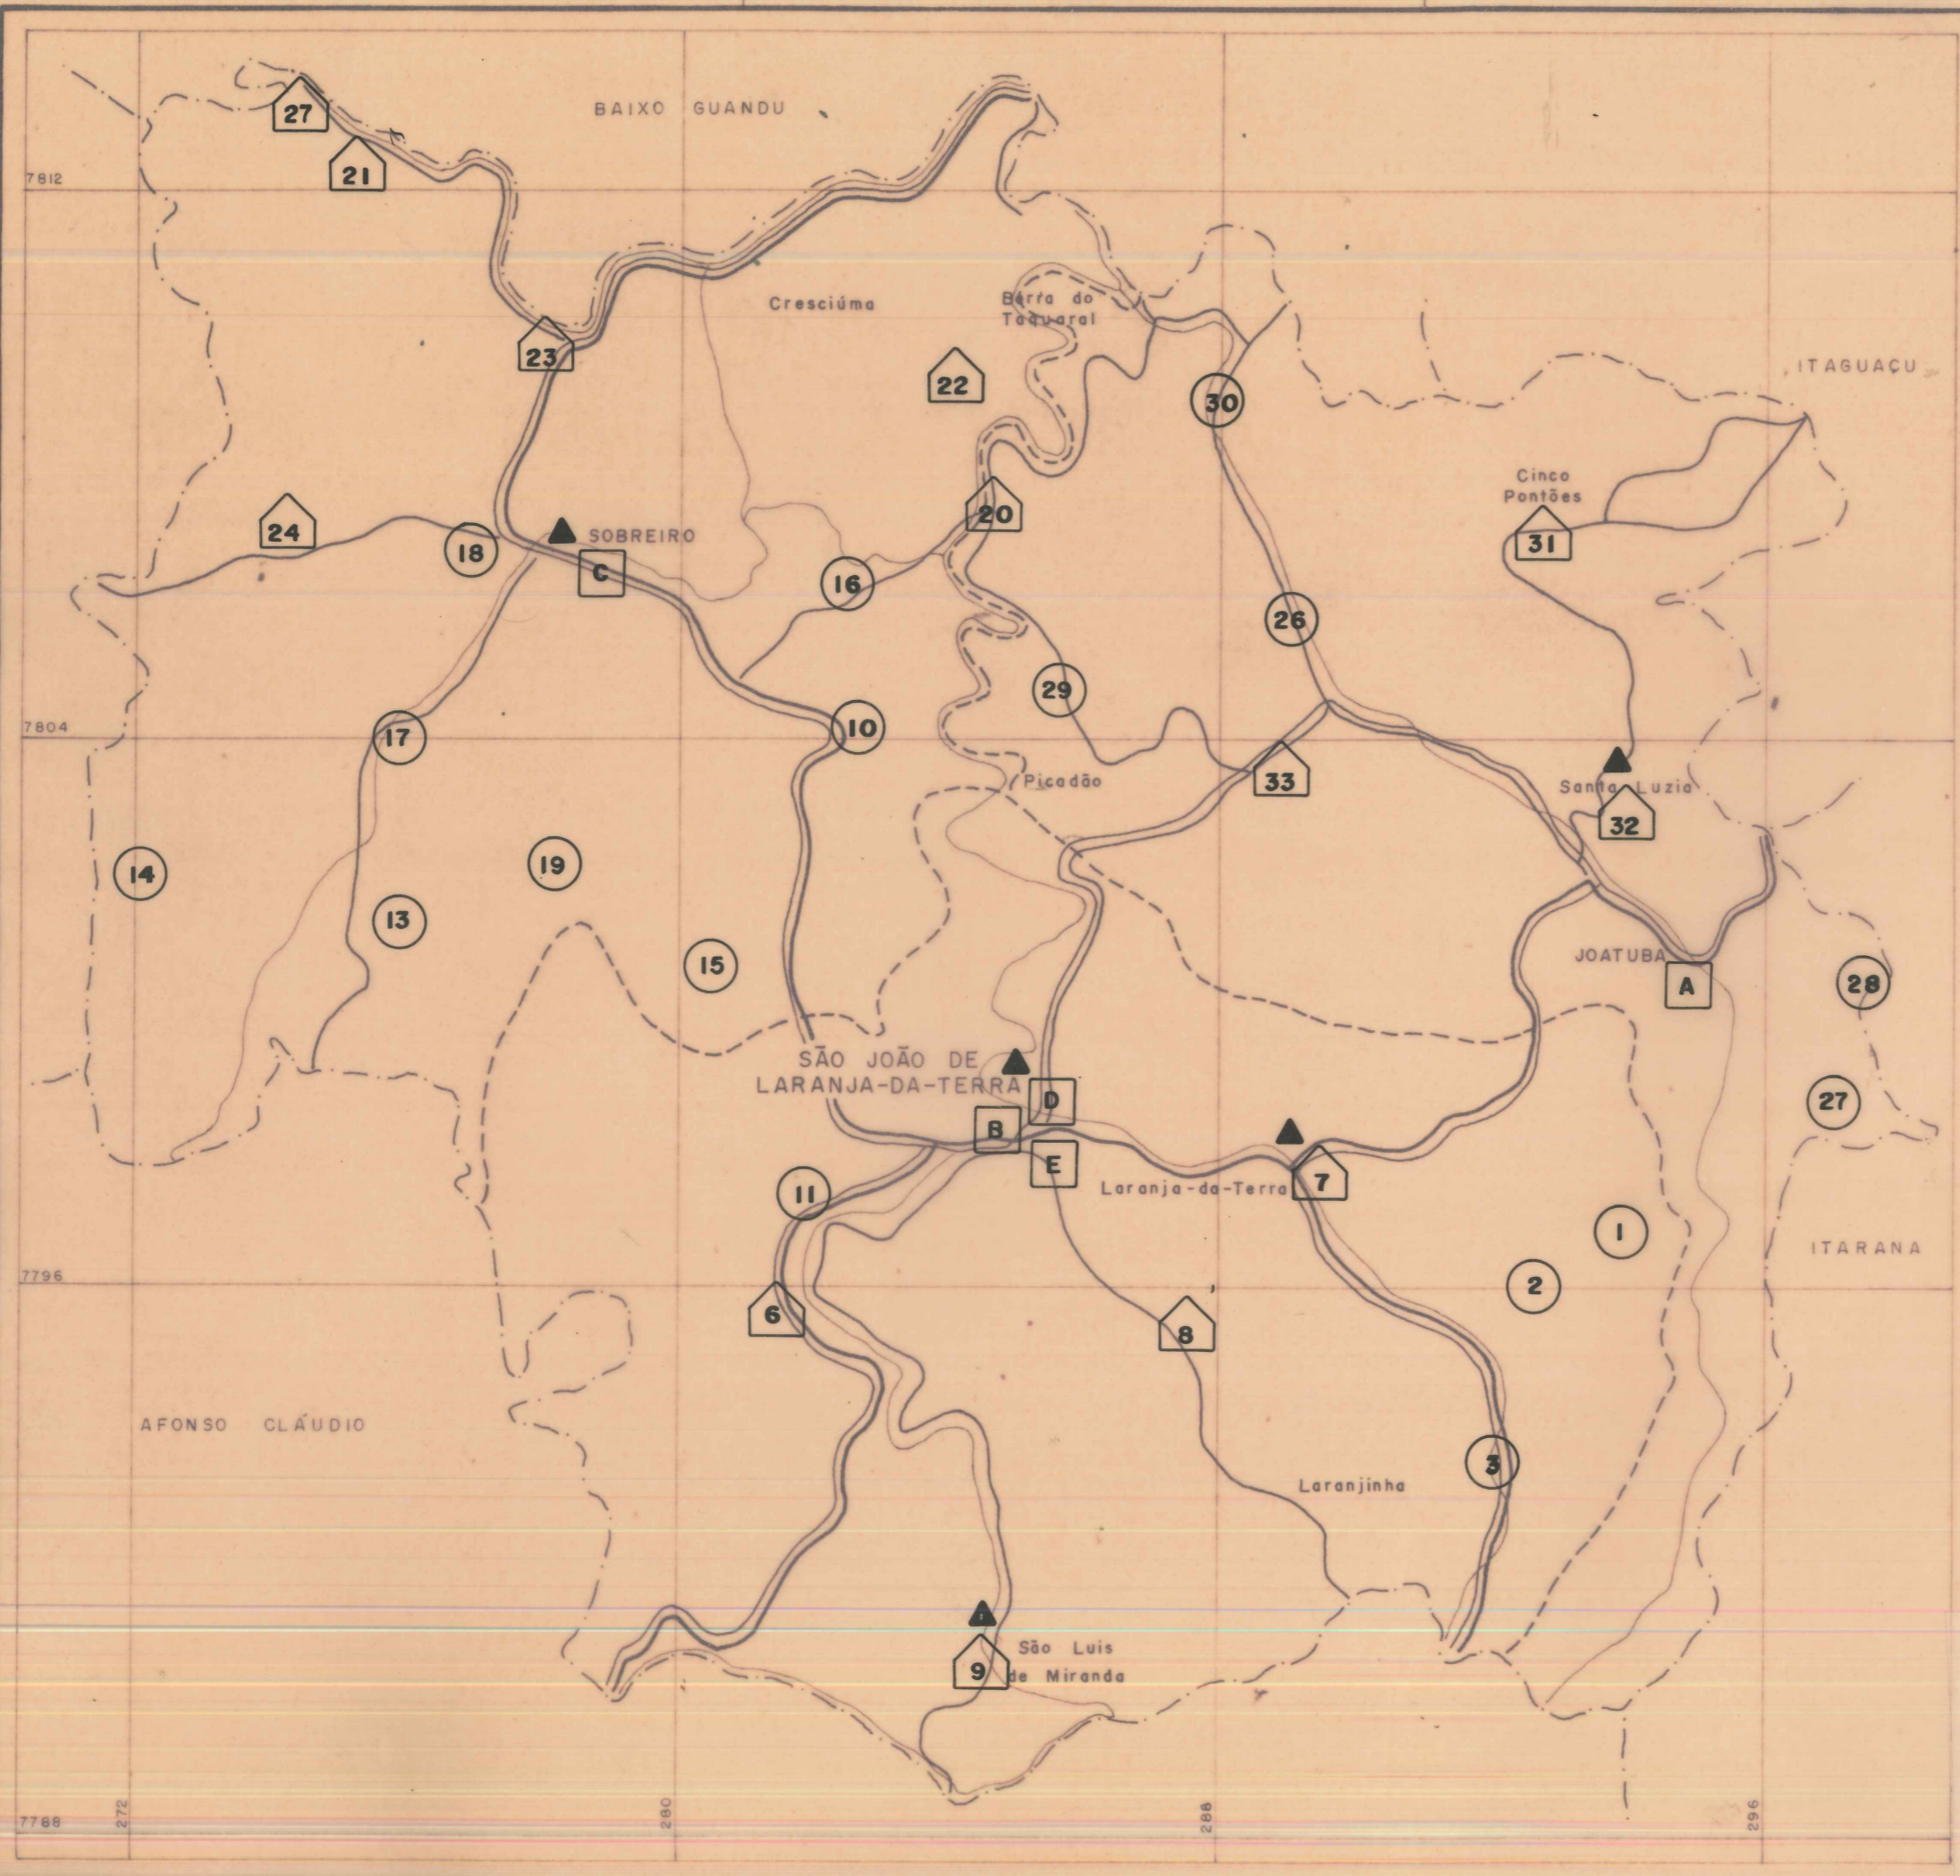 BAIXO GUANDU
27
21
7812
Cresciúma
Barra do
Taquaral
23
22
30
ITAGUAÇU
Cinco
Pontões
24
20
18
SOBREIRO
31
C
16
26
29
7804
17
10
33
Picadão
Santa Luzia
32
14
19
13
15
JOATUBA
A
28
SÃO JOÃO DE
LARANJA-DA-TERRA
D
27
B
E
11
Laranja-da-Terra
7
1
ITARANA
7796
2
6
8
AFONSO CLÁUDIO
3
Laranjinha
São Luis
de Miranda
9
7788
272
280
288
296